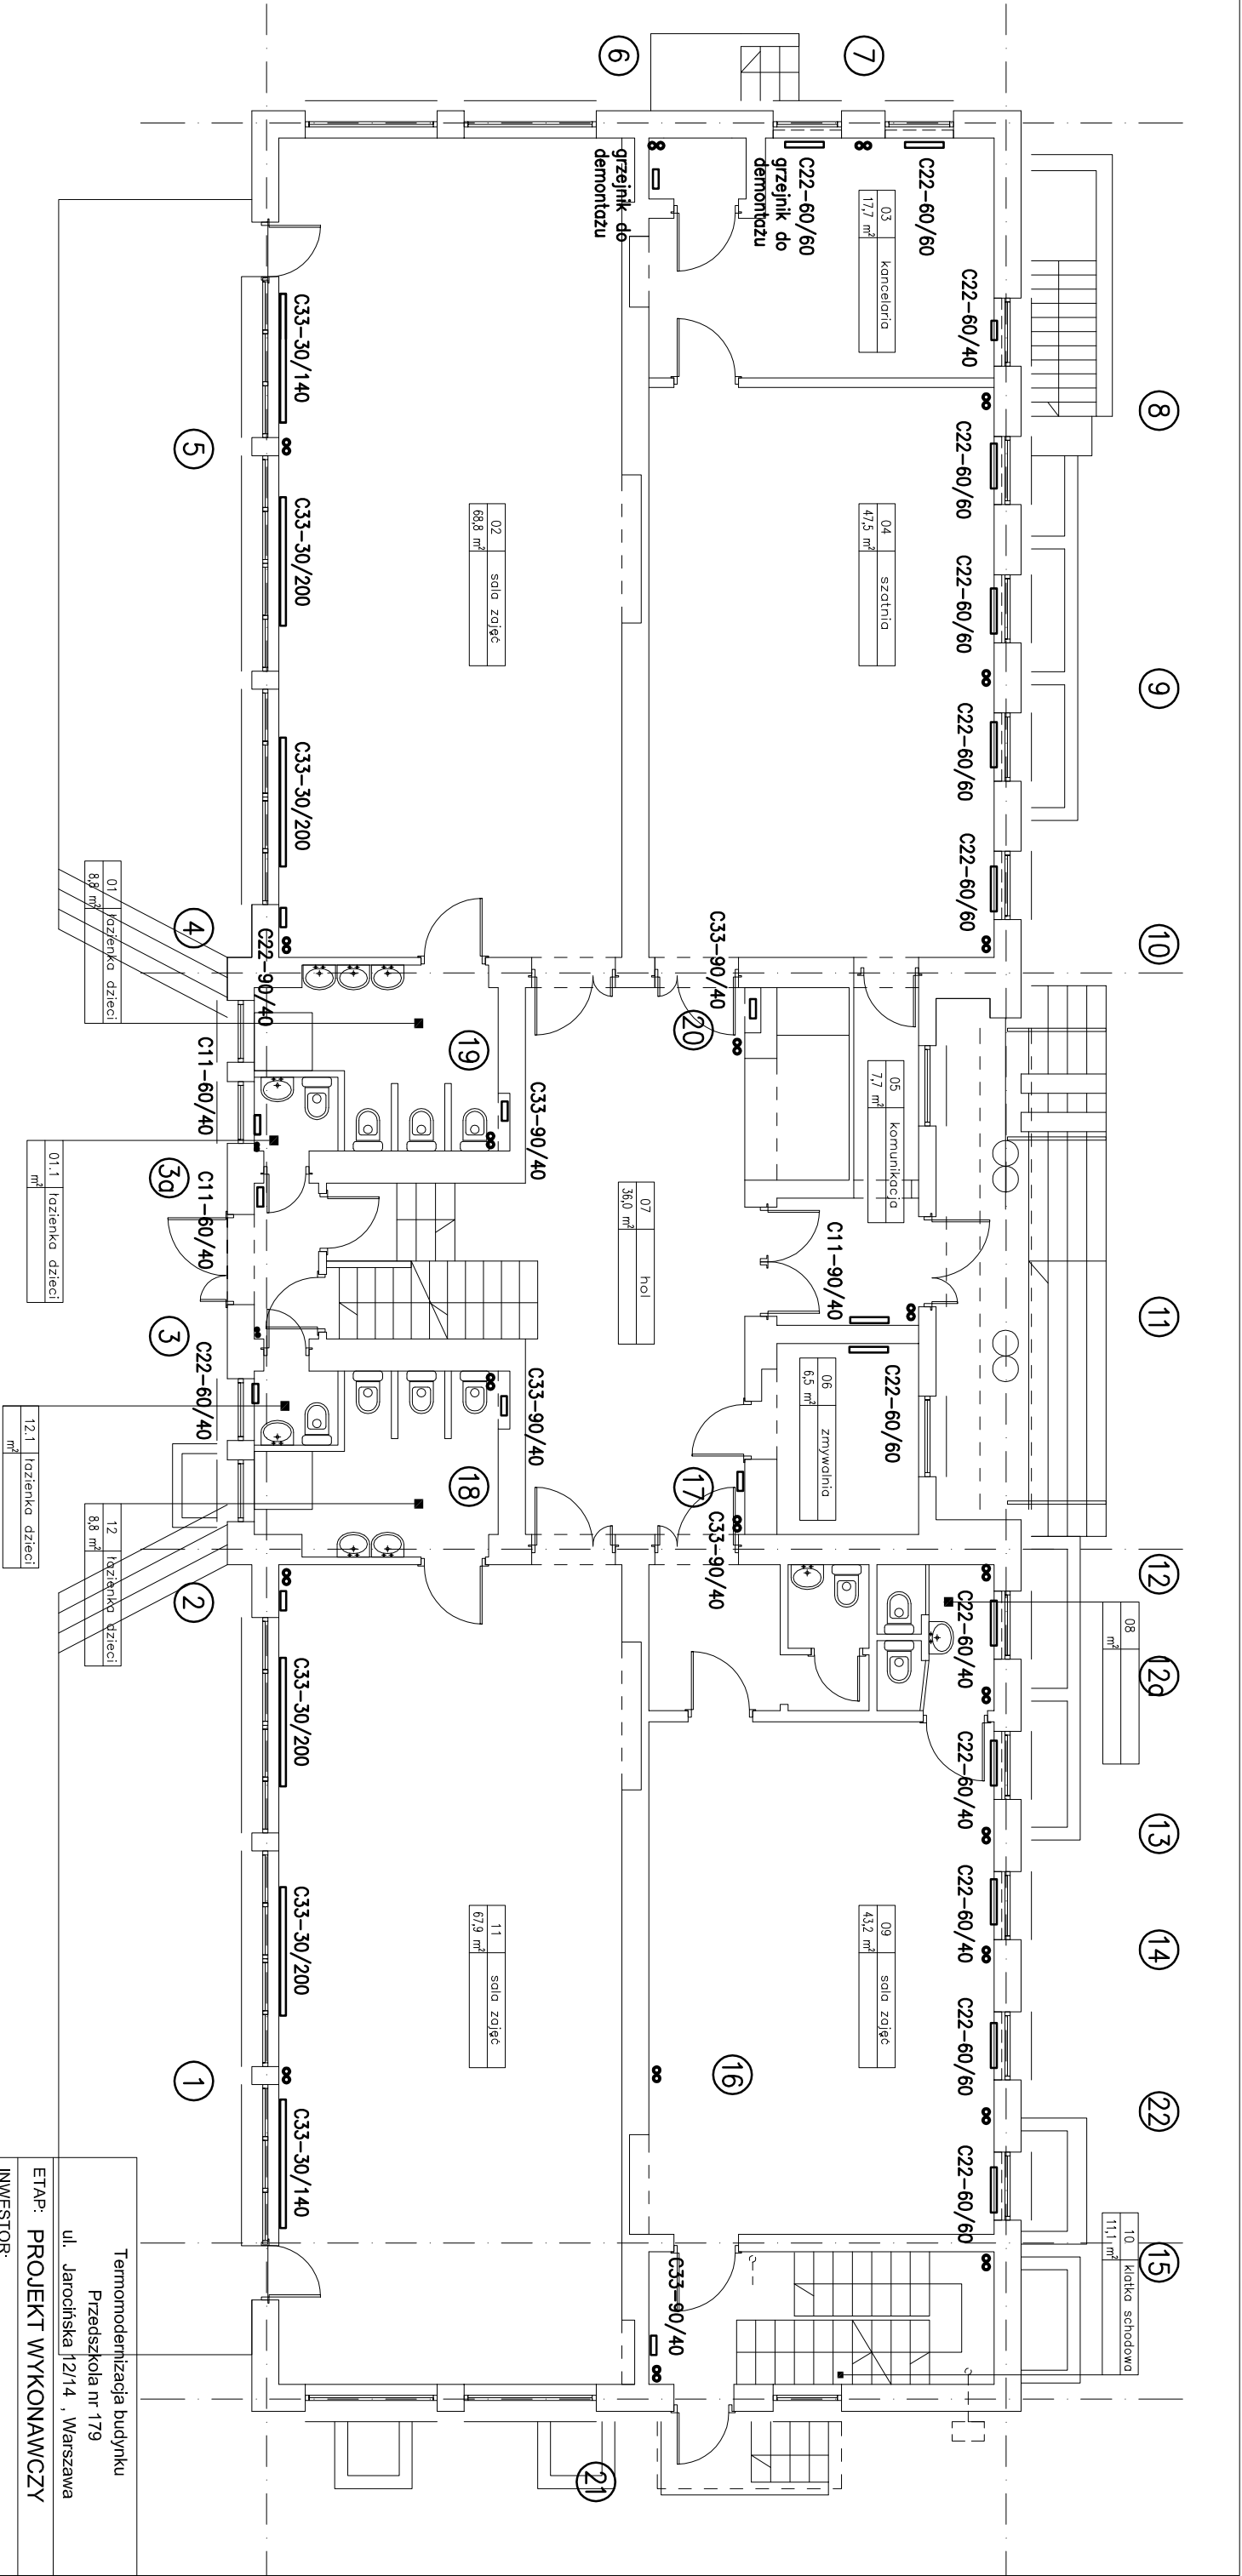 6
7
8
9
10
11
12
12a
13
14
22
15
C22-60/60
C22-60/60
grzejnik do
demontażu
grzejnik do
demontażu
03 kancelaria
17,7 m²
C22-60/40
C22-60/60
C22-60/60
C22-60/60
C22-60/60
04 szatnia
47,5 m²
02 sala zajęć
68,8 m²
C33-30/140
C33-30/200
C33-30/200
5
4
C22-90/40
01 łazienka dzieci
8,8 m²
C33-90/40
20
19
C33-90/40
C11-60/40
3a
C11-60/40
01.1 łazienka dzieci
m²
05 komunikacja
7,7 m²
C11-90/40
07 hol
36,0 m²
06 zmywalnia
6,5 m²
C22-60/60
3
C22-60/40
C33-90/40
18
17
C33-90/40
12.1 łazienka dzieci
m²
12 łazienka dzieci
8,8 m²
2
08
m²
C22-60/40
C22-60/40
C22-60/40
C22-60/60
C22-60/60
09 sala zajęć
43,2 m²
16
11 sala zajęć
67,9 m²
C33-30/200
C33-30/200
C33-30/140
1
C33-90/40
10 klatka schodowa
11,1 m²
21
Termomodernizacja budynku
Przedszkola nr 179
ul. Jarocińska 12/14 , Warszawa
ETAP: PROJEKT WYKONAWCZY
INWESTOR: